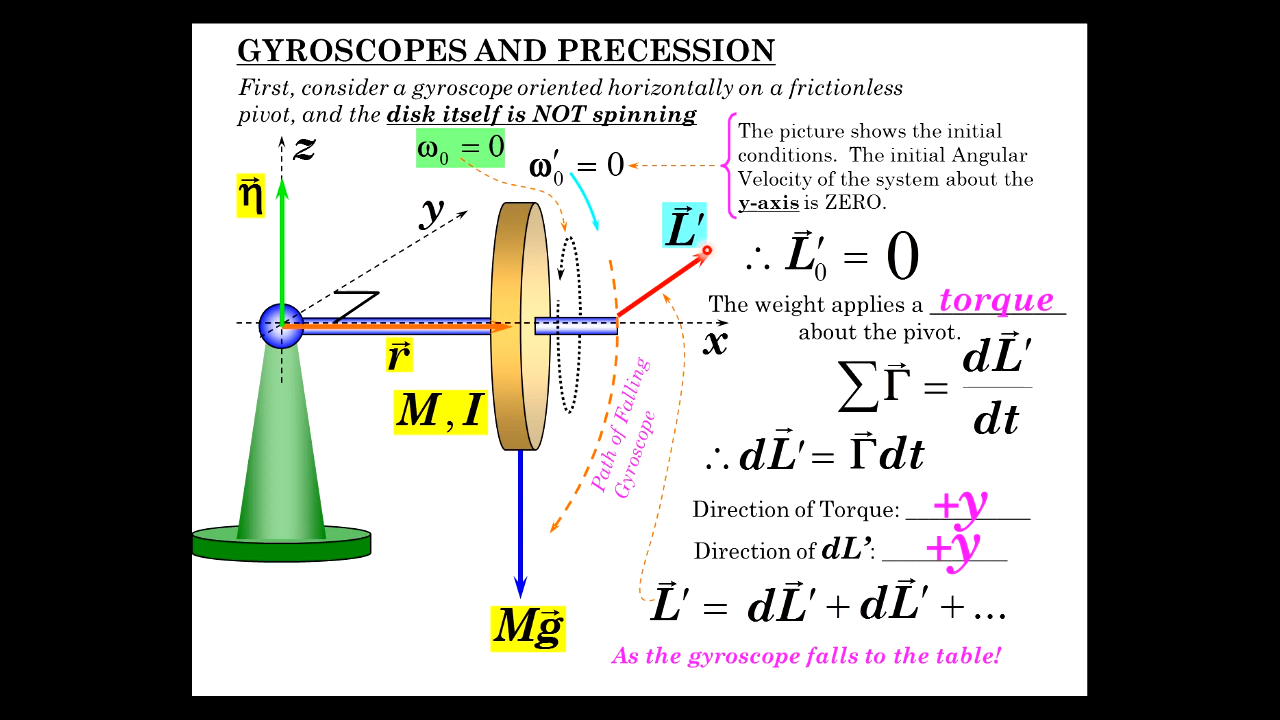 GYROSCOPES AND PRECESSION
First, consider a gyroscope oriented horizontally on a frictionless
pivot, and the disk itself is NOT spinning
z
ω₀ = 0
ω⃗′₀ = 0
The picture shows the initial
conditions. The initial Angular
Velocity of the system about the
y-axis is ZERO.
η⃗
y
L⃗′
∴ L⃗′₀ = 0
The weight applies a torque
about the pivot.
x
r⃗
M, I
∑Γ⃗ = dL⃗′/dt
Path of Falling
Gyroscope
∴ dL⃗′ = Γ⃗dt
Direction of Torque: +y
Direction of dL’: +y
Mg⃗
L⃗′ = dL⃗′ + dL⃗′ + ...
As the gyroscope falls to the table!